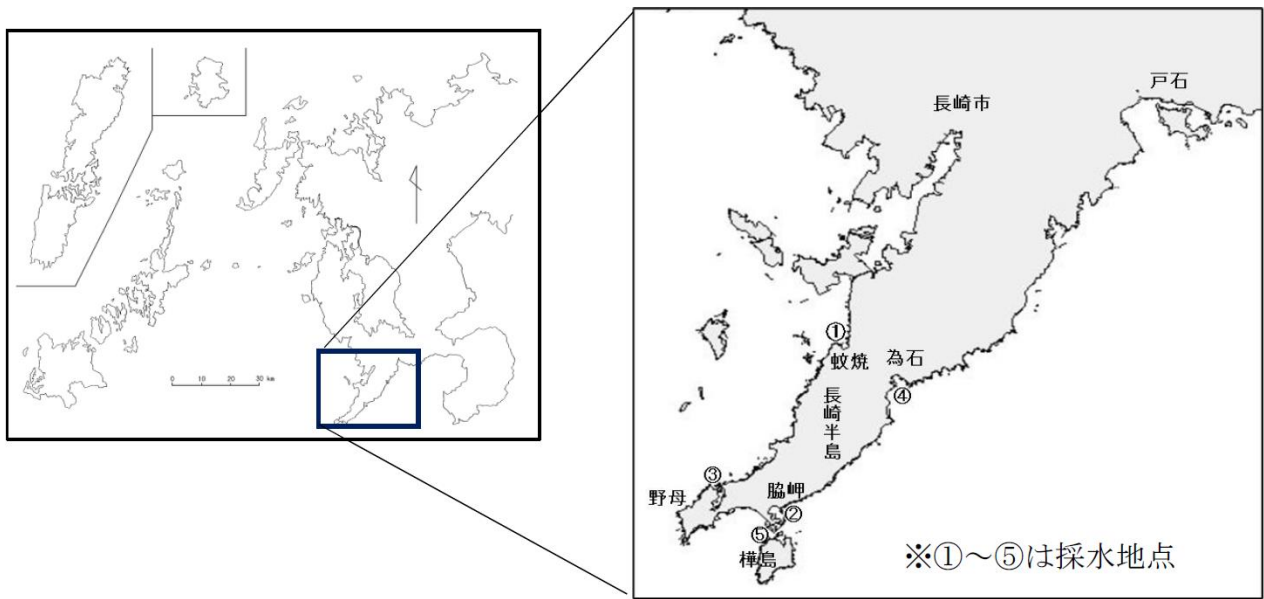 0 10 20 30 km
長崎市
戸石
①
蚊焼
為石
④
長崎半島
③
野母
脇岬
②
⑤
樺島
※①～⑤は採水地点